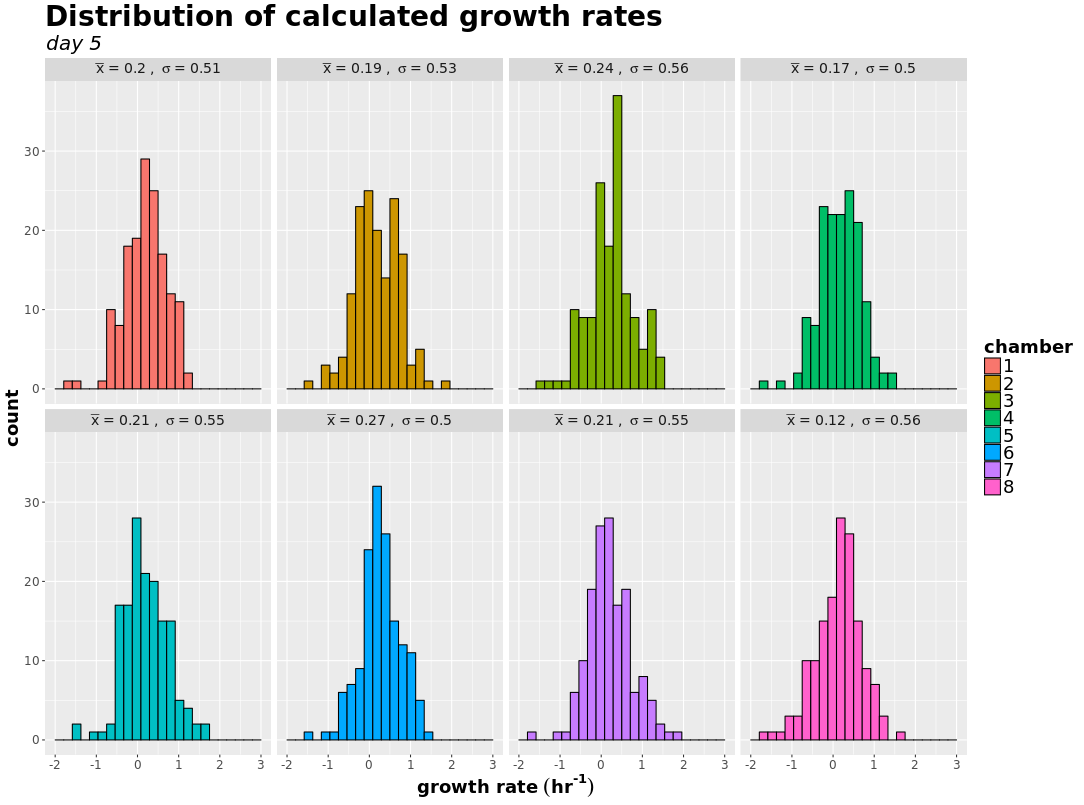 Distribution of calculated growth rates
day 5
x̅ = 0.2 , σ = 0.51
x̅ = 0.19 , σ = 0.53
x̅ = 0.24 , σ = 0.56
x̅ = 0.17 , σ = 0.5
30
20
10
0
x̅ = 0.21 , σ = 0.55
x̅ = 0.27 , σ = 0.5
x̅ = 0.21 , σ = 0.55
x̅ = 0.12 , σ = 0.56
30
20
10
0
-2 -1 0 1 2 3
-2 -1 0 1 2 3
-2 -1 0 1 2 3
-2 -1 0 1 2 3
growth rate (hr⁻¹)
count
chamber
1
2
3
4
5
6
7
8